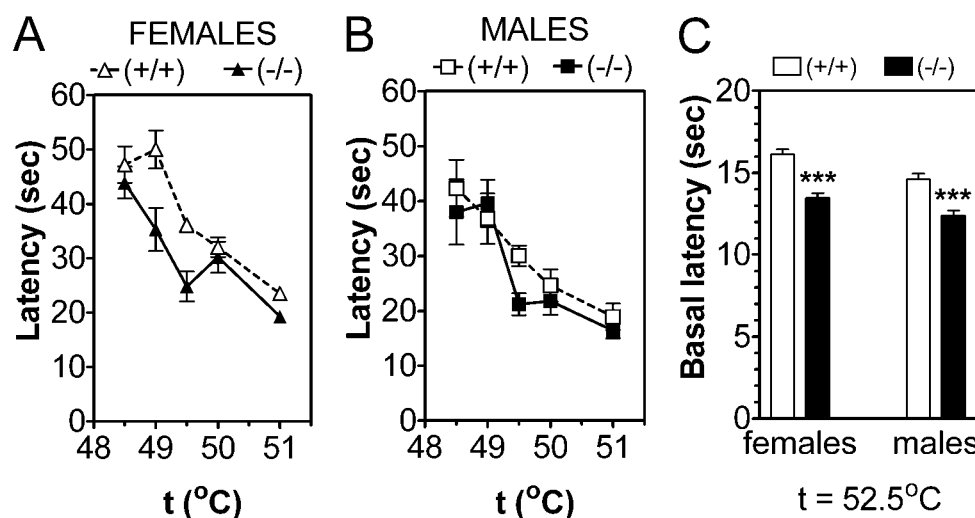 A FEMALES
(+/+) (-/-)
60
50
40
30
20
10
0
Latency (sec)
48 49 50 51
t (°C)
B MALES
(+/+) (-/-)
60
50
40
30
20
10
0
Latency (sec)
48 49 50 51
t (°C)
C
(+/+) (-/-)
20
15
10
5
0
Basal latency (sec)
***
***
females males
t = 52.5°C